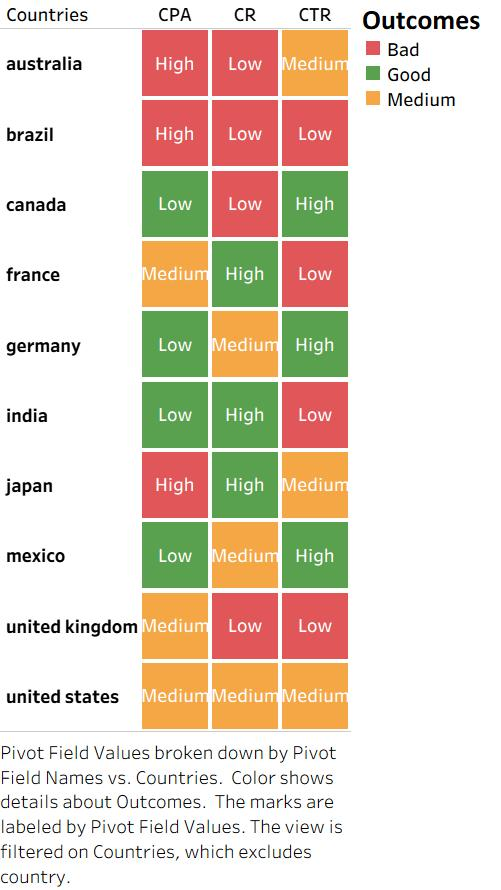 Countries CPA CR CTR
australia High Low Medium
brazil High Low Low
canada Low Low High
france Medium High Low
germany Low Medium High
india Low High Low
japan High High Medium
mexico Low Medium High
united kingdom Medium Low Low
united states Medium Medium Medium
Outcomes
Bad
Good
Medium
Pivot Field Values broken down by Pivot
Field Names vs. Countries. Color shows
details about Outcomes. The marks are
labeled by Pivot Field Values. The view is
filtered on Countries, which excludes
country.